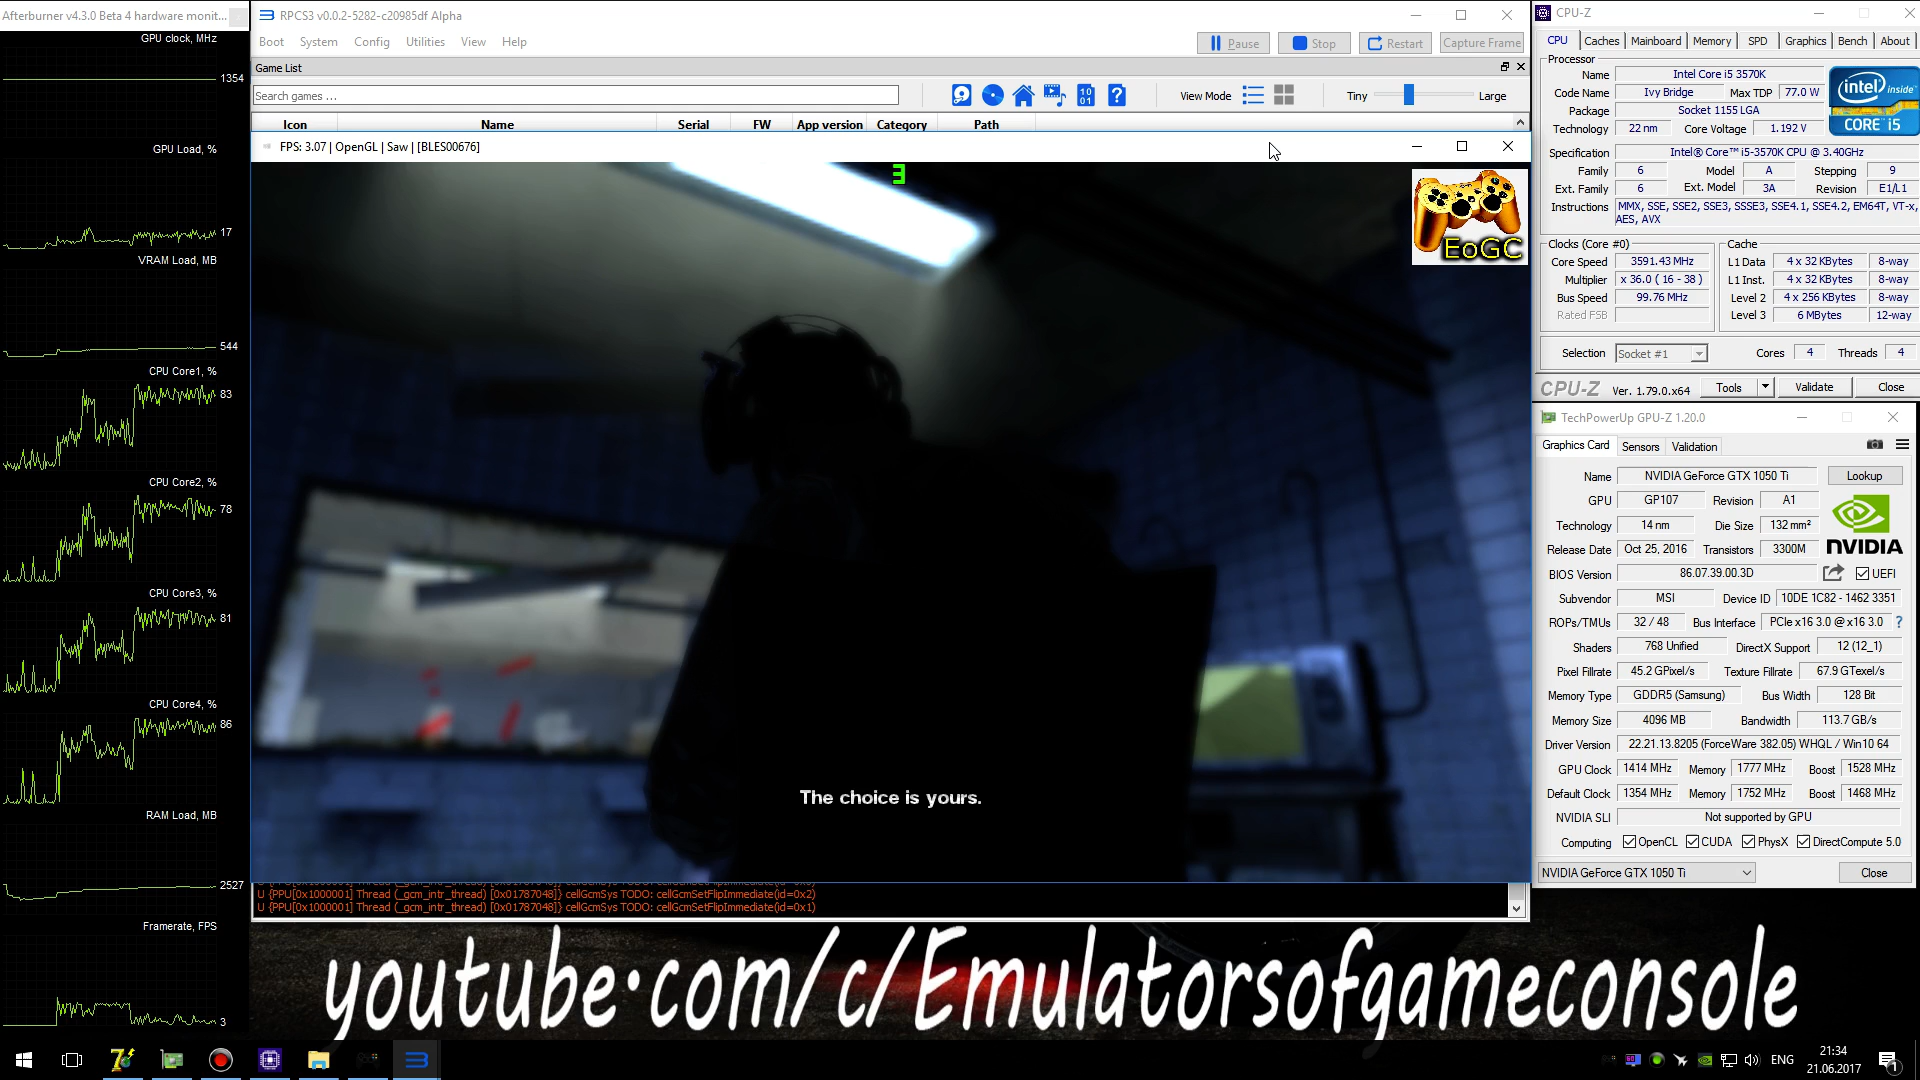 Afterburner v4.3.0 Beta 4 hardware monit...
GPU clock, MHz
1354
GPU Load, %
17
VRAM Load, MB
544
CPU Core1, %
83
CPU Core2, %
78
CPU Core3, %
81
CPU Core4, %
86
RAM Load, MB
2527
Framerate, FPS
3
RPCS3 v0.0.2-5282-c20985df Alpha
Boot System Config Utilities View Help
Pause Stop Restart Capture Frame
Game List
Search games ...
View Mode Tiny Large
Icon Name Serial FW App version Category Path
FPS: 3.07 | OpenGL | Saw | [BLES00676]
3
EoGC
The choice is yours.
U {PPU[0x1000001] Thread (_gcm_intr_thread) [0x01787048]} cellGcmSys TODO: cellGcmSetFlipImmediate(id=0x2)
U {PPU[0x1000001] Thread (_gcm_intr_thread) [0x01787048]} cellGcmSys TODO: cellGcmSetFlipImmediate(id=0x1)
youtube.com/c/Emulatorsofgameconsole
CPU-Z
CPU Caches Mainboard Memory SPD Graphics Bench About
Processor
Name Intel Core i5 3570K
Code Name Ivy Bridge Max TDP 77.0 W
Package Socket 1155 LGA
Technology 22 nm Core Voltage 1.192 V
intel inside
CORE i5
Specification Intel® Core™ i5-3570K CPU @ 3.40GHz
Family 6 Model A Stepping 9
Ext. Family 6 Ext. Model 3A Revision E1/L1
Instructions MMX, SSE, SSE2, SSE3, SSSE3, SSE4.1, SSE4.2, EM64T, VT-x,
AES, AVX
Clocks (Core #0) Cache
Core Speed 3591.43 MHz L1 Data 4 x 32 KBytes 8-way
Multiplier x 36.0 ( 16 - 38 ) L1 Inst. 4 x 32 KBytes 8-way
Bus Speed 99.76 MHz Level 2 4 x 256 KBytes 8-way
Rated FSB Level 3 6 MBytes 12-way
Selection Socket #1 Cores 4 Threads 4
CPU-Z Ver. 1.79.0.x64 Tools Validate Close
TechPowerUp GPU-Z 1.20.0
Graphics Card Sensors Validation
Name NVIDIA GeForce GTX 1050 Ti Lookup
GPU GP107 Revision A1
Technology 14 nm Die Size 132 mm²
Release Date Oct 25, 2016 Transistors 3300M
NVIDIA
BIOS Version 86.07.39.00.3D UEFI
Subvendor MSI Device ID 10DE 1C82 - 1462 3351
ROPs/TMUs 32 / 48 Bus Interface PCIe x16 3.0 @ x16 3.0 ?
Shaders 768 Unified DirectX Support 12 (12_1)
Pixel Fillrate 45.2 GPixel/s Texture Fillrate 67.9 GTexel/s
Memory Type GDDR5 (Samsung) Bus Width 128 Bit
Memory Size 4096 MB Bandwidth 113.7 GB/s
Driver Version 22.21.13.8205 (ForceWare 382.05) WHQL / Win10 64
GPU Clock 1414 MHz Memory 1777 MHz Boost 1528 MHz
Default Clock 1354 MHz Memory 1752 MHz Boost 1468 MHz
NVIDIA SLI Not supported by GPU
Computing OpenCL CUDA PhysX DirectCompute 5.0
NVIDIA GeForce GTX 1050 Ti Close
ENG
21:34
21.06.2017
1